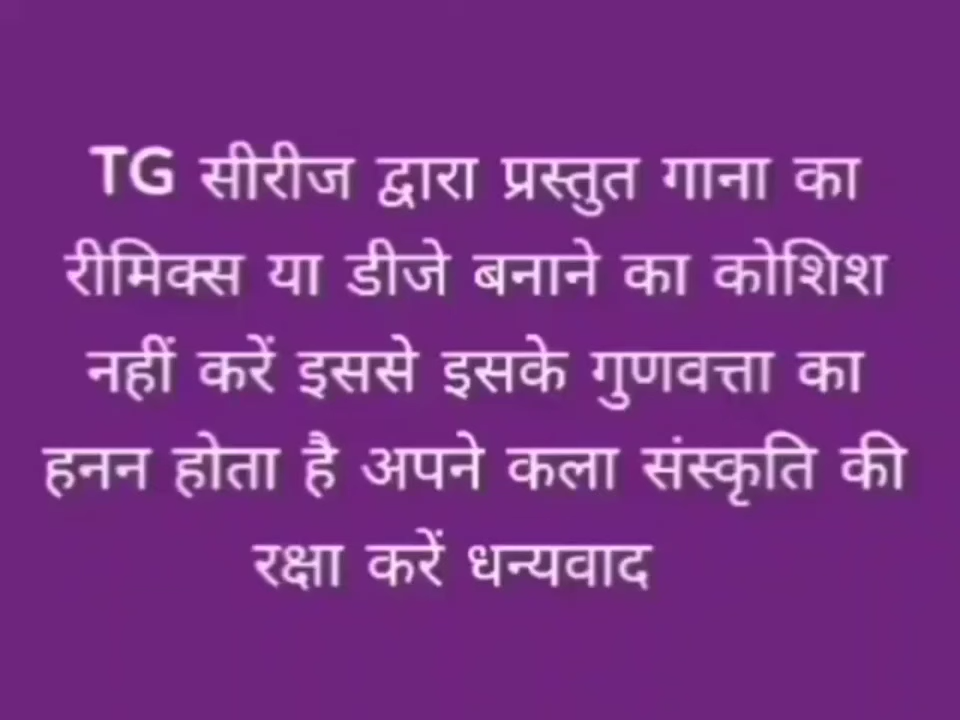 TG सीरीज द्वारा प्रस्तुत गाना का
रीमिक्स या डीजे बनाने का कोशिश
नहीं करें इससे इसके गुणवत्ता का
हनन होता है अपने कला संस्कृति की
रक्षा करें धन्यवाद